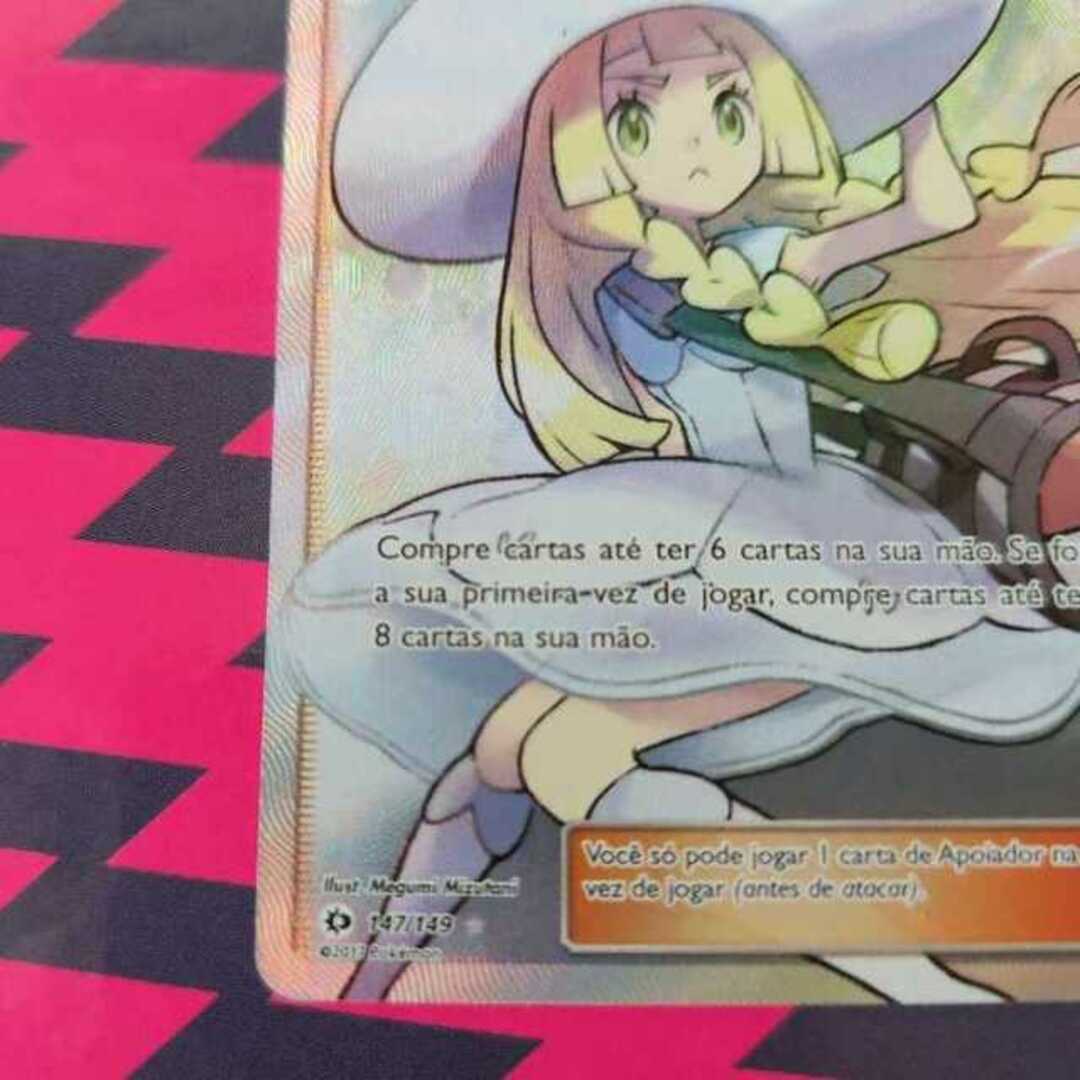 Compre cartas até ter 6 cartas na sua mão. Se fo
a sua primeira vez de jogar, compre cartas até te
8 cartas na sua mão.
Você só pode jogar 1 carta de Apoiador na
vez de jogar (antes de atacar).
Ilust. Megumi Mizutani
147/149
©2017 Pokémon